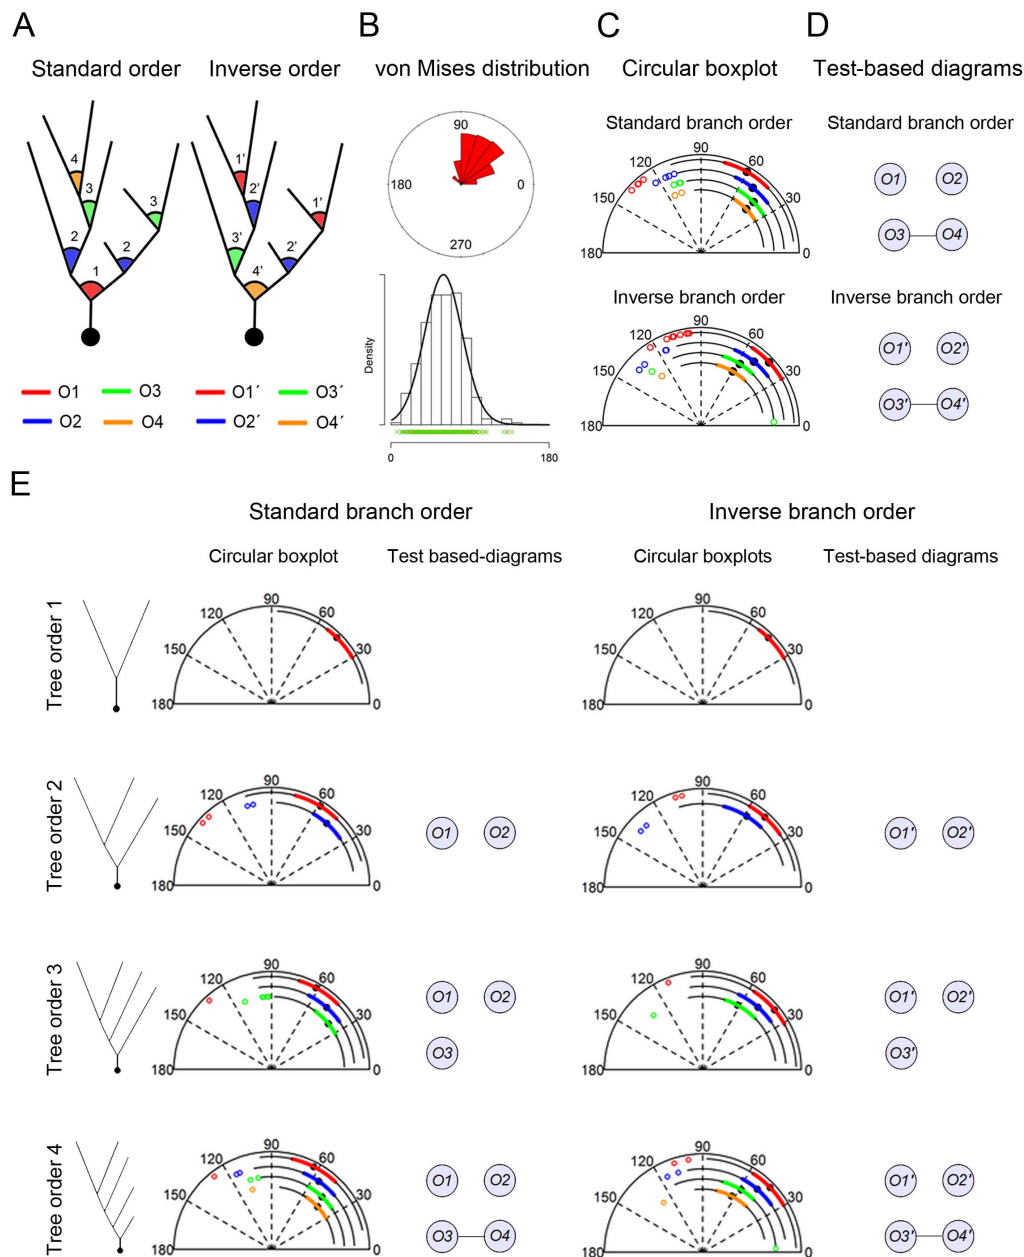 A
B
C
D
Standard order
Inverse order
von Mises distribution
Circular boxplot
Test-based diagrams
4
3
3
2
2
1
1'
2'
1'
3'
2'
4'
O1
O3
O2
O4
O1´
O3´
O2´
O4´
90
180
0
270
Density
0
180
Standard branch order
90
120
60
150
30
180
0
Inverse branch order
90
120
60
150
30
180
0
Standard branch order
O1
O2
O3
O4
Inverse branch order
O1'
O2'
O3'
O4'
E
Standard branch order
Inverse branch order
Circular boxplot
Test based-diagrams
Circular boxplots
Test-based diagrams
Tree order 1
90
120
60
150
30
180
0
90
120
60
150
30
180
0
Tree order 2
90
120
60
150
30
180
0
O1
O2
90
120
60
150
30
180
0
O1'
O2'
Tree order 3
90
120
60
150
30
180
0
O1
O2
O3
90
120
60
150
30
180
0
O1'
O2'
O3'
Tree order 4
90
120
60
150
30
180
0
O1
O2
O3
O4
90
120
60
150
30
180
0
O1'
O2'
O3'
O4'